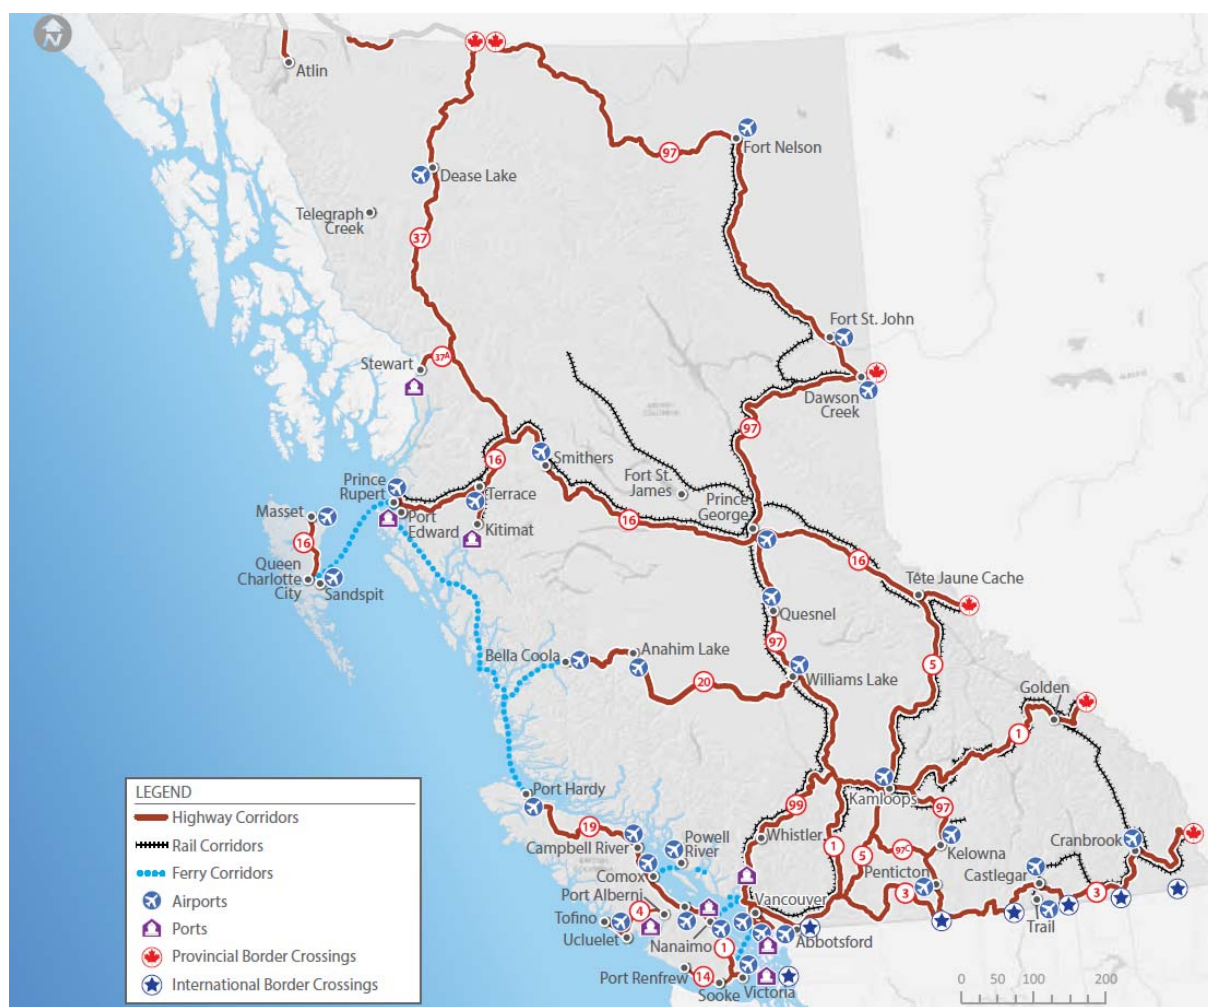 N
Atlin
97
Fort Nelson
Dease Lake
Telegraph
Creek
37
Fort St. John
37A
Stewart
Dawson
Creek
97
16
Smithers
Fort St.
James
Prince
Rupert
Terrace
Prince
George
Masset
Port
Edward
Kitimat
16
16
16
Queen
Charlotte
City
Sandspit
Tête Jaune Cache
Quesnel
97
Bella Coola
Anahim Lake
5
20
Williams Lake
Golden
1
Port Hardy
Kamloops
99
97
19
Powell
River
Whistler
Campbell River
1
5
97C
Kelowna
Cranbrook
Comox
Penticton
Castlegar
Port Alberni
3
3
4
Vancouver
Tofino
Trail
Ucluelet
Nanaimo
Abbotsford
1
Port Renfrew
14
Sooke
Victoria
0 50 100 200
LEGEND
Highway Corridors
Rail Corridors
Ferry Corridors
Airports
Ports
Provincial Border Crossings
International Border Crossings